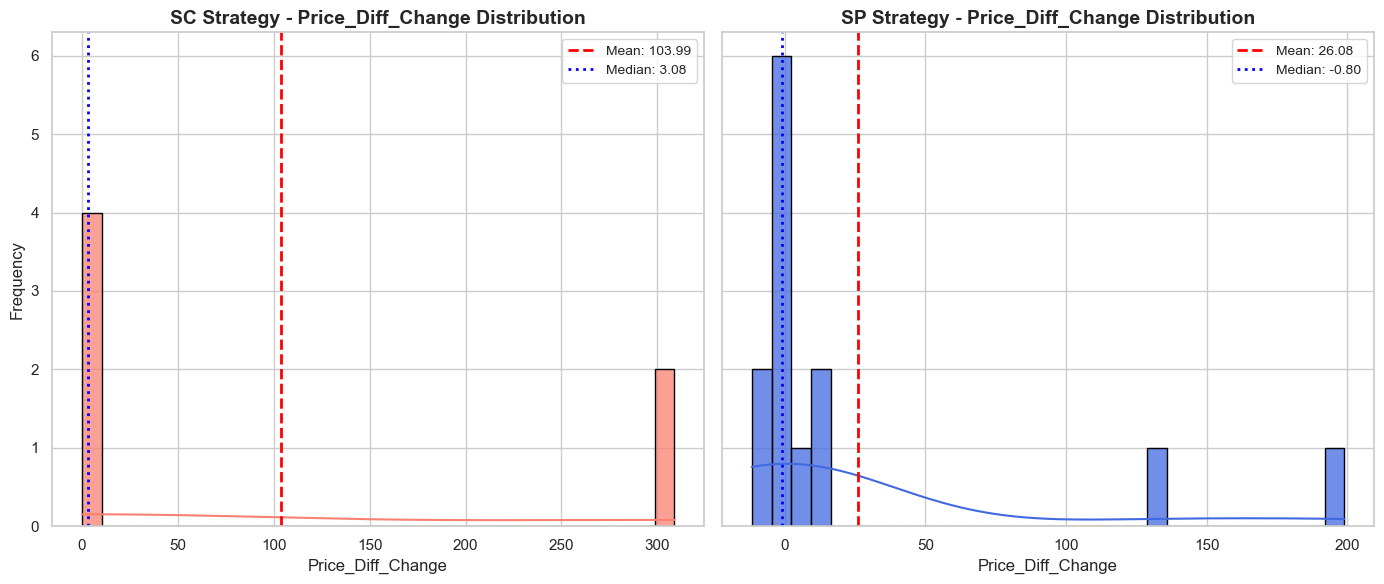 SC Strategy - Price_Diff_Change Distribution
Mean: 103.99
Median: 3.08
Frequency
6
5
4
3
2
1
0
0 50 100 150 200 250 300
Price_Diff_Change
SP Strategy - Price_Diff_Change Distribution
Mean: 26.08
Median: -0.80
0 50 100 150 200
Price_Diff_Change